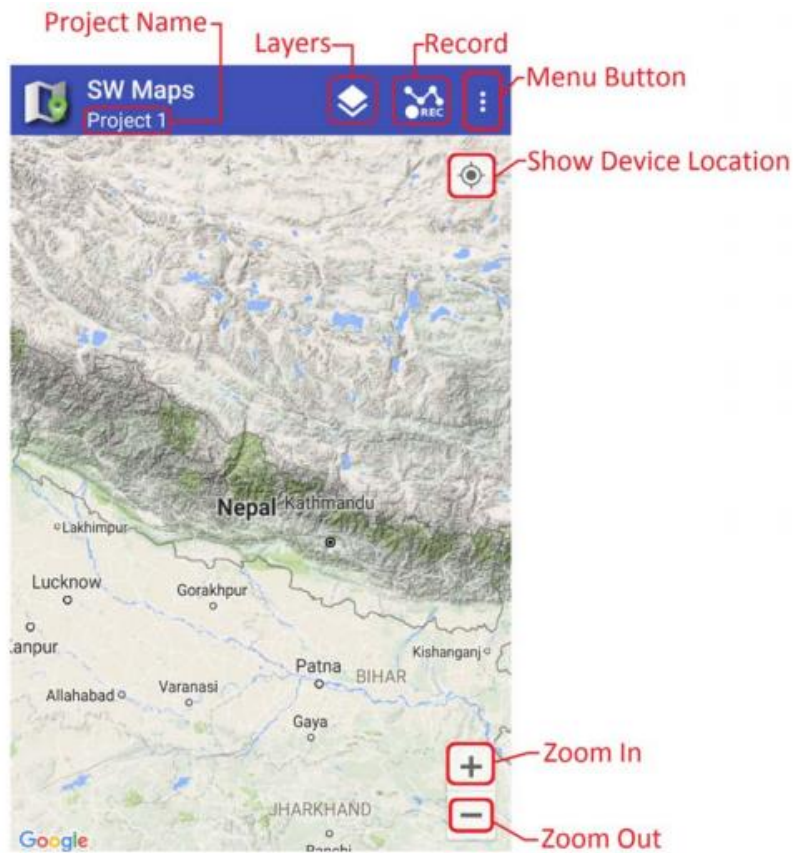 Project Name
Layers
Record
SW Maps
Project 1
REC
Menu Button
Show Device Location
Nepal
Kathmandu
Lakhimpur
Lucknow
Gorakhpur
anpur
Kishanganj
Patna
BIHAR
Allahabad
Varanasi
Gaya
Zoom In
JHARKHAND
Zoom Out
Google